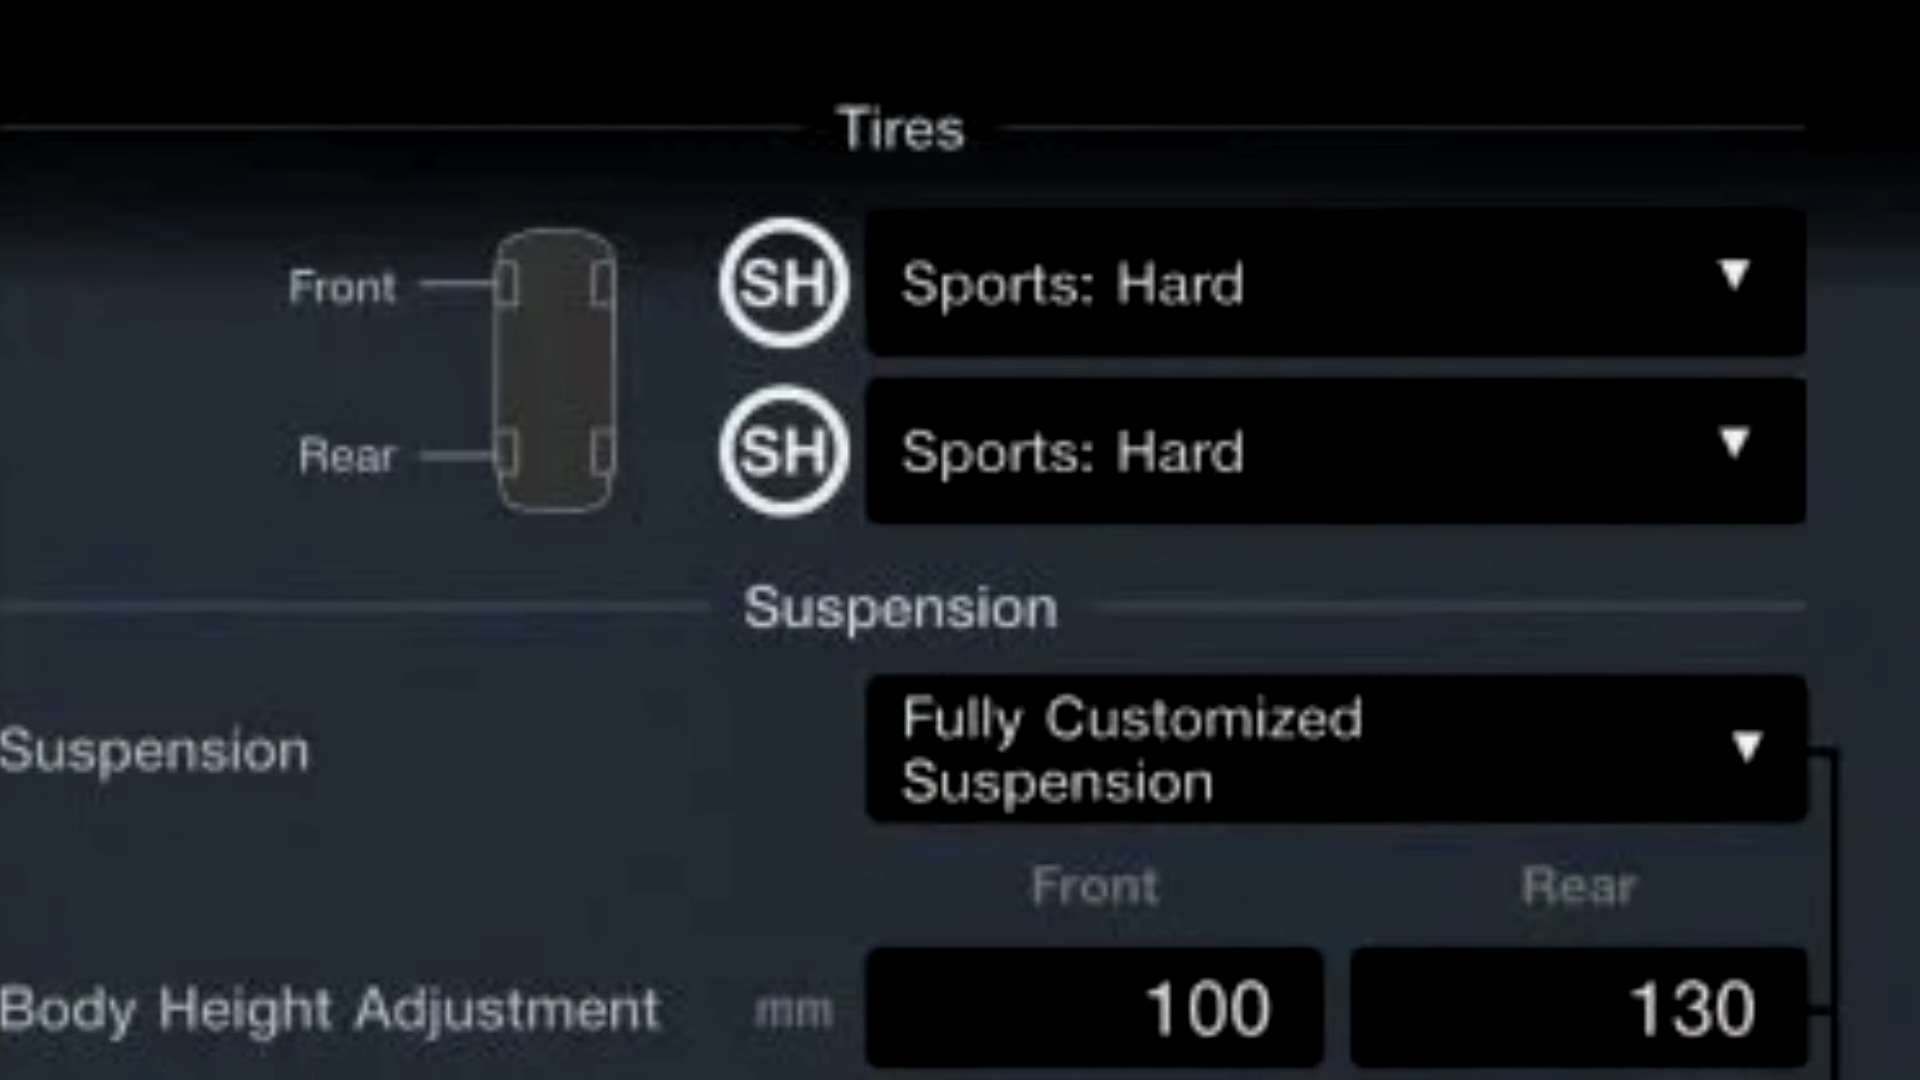 Tires
Front SH Sports: Hard ▼
Rear SH Sports: Hard ▼
Suspension
Suspension Fully Customized
Suspension ▼
Front Rear
Body Height Adjustment mm 100 130